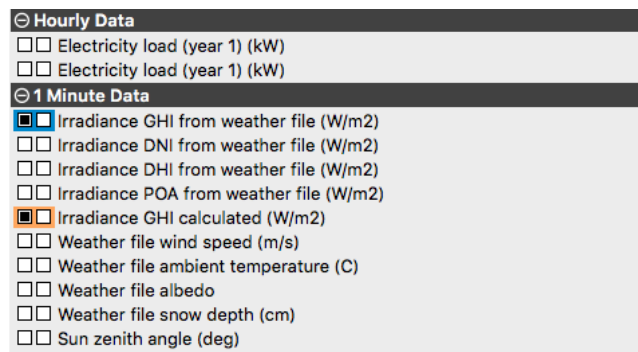 Hourly Data
Electricity load (year 1) (kW)
Electricity load (year 1) (kW)
1 Minute Data
Irradiance GHI from weather file (W/m2)
Irradiance DNI from weather file (W/m2)
Irradiance DHI from weather file (W/m2)
Irradiance POA from weather file (W/m2)
Irradiance GHI calculated (W/m2)
Weather file wind speed (m/s)
Weather file ambient temperature (C)
Weather file albedo
Weather file snow depth (cm)
Sun zenith angle (deg)